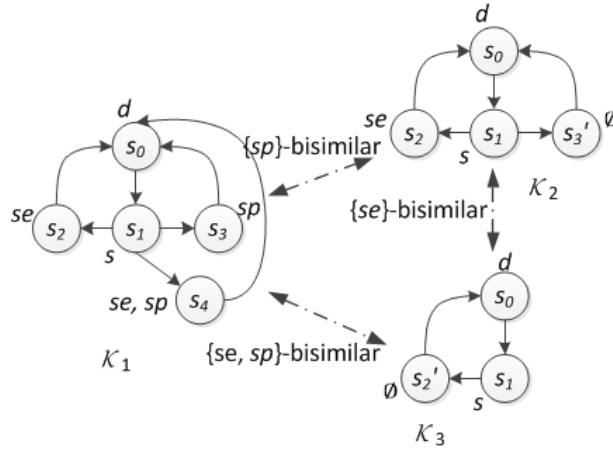 d
s₀
se s₂ s₁ s₃ sp
s
se, sp s₄
𝒦₁
{sp}-bisimilar
{se, sp}-bisimilar
d
s₀
se s₂ s₁ s₃' ∅
s
𝒦₂
{se}-bisimilar
d
s₀
s₂' s₁
∅ s
𝒦₃